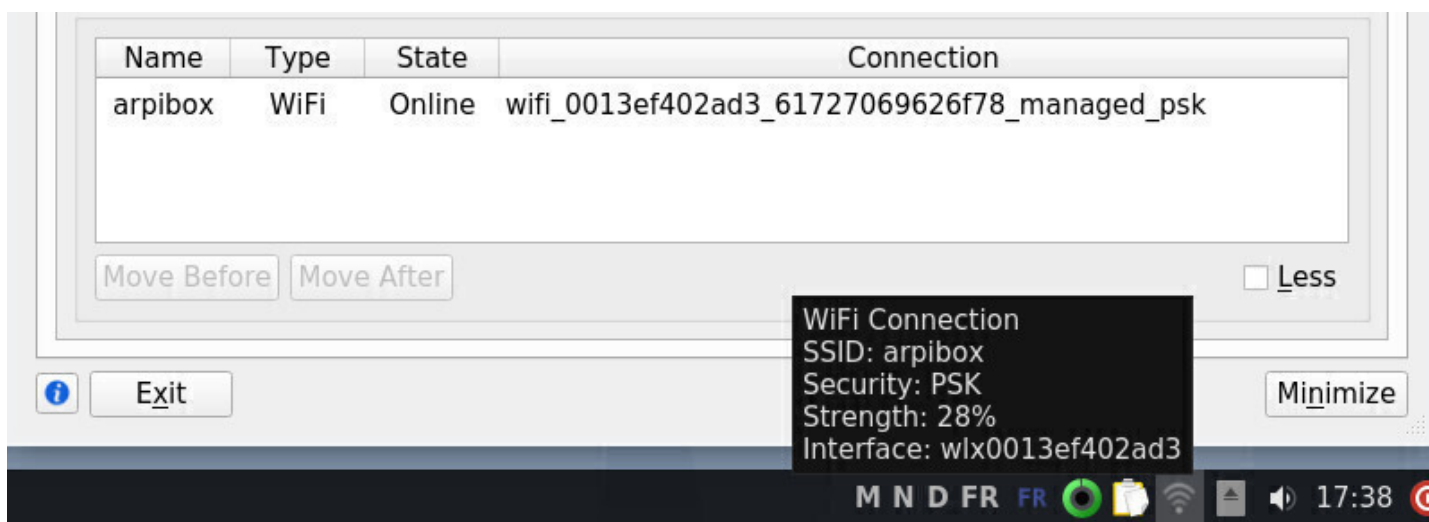 Name Type State Connection
arpibox WiFi Online wifi_0013ef402ad3_61727069626f78_managed_psk
Move Before Move After Less
WiFi Connection
SSID: arpibox
Security: PSK
Strength: 28%
Interface: wlx0013ef402ad3
Exit Minimize
M N D FR FR 17:38